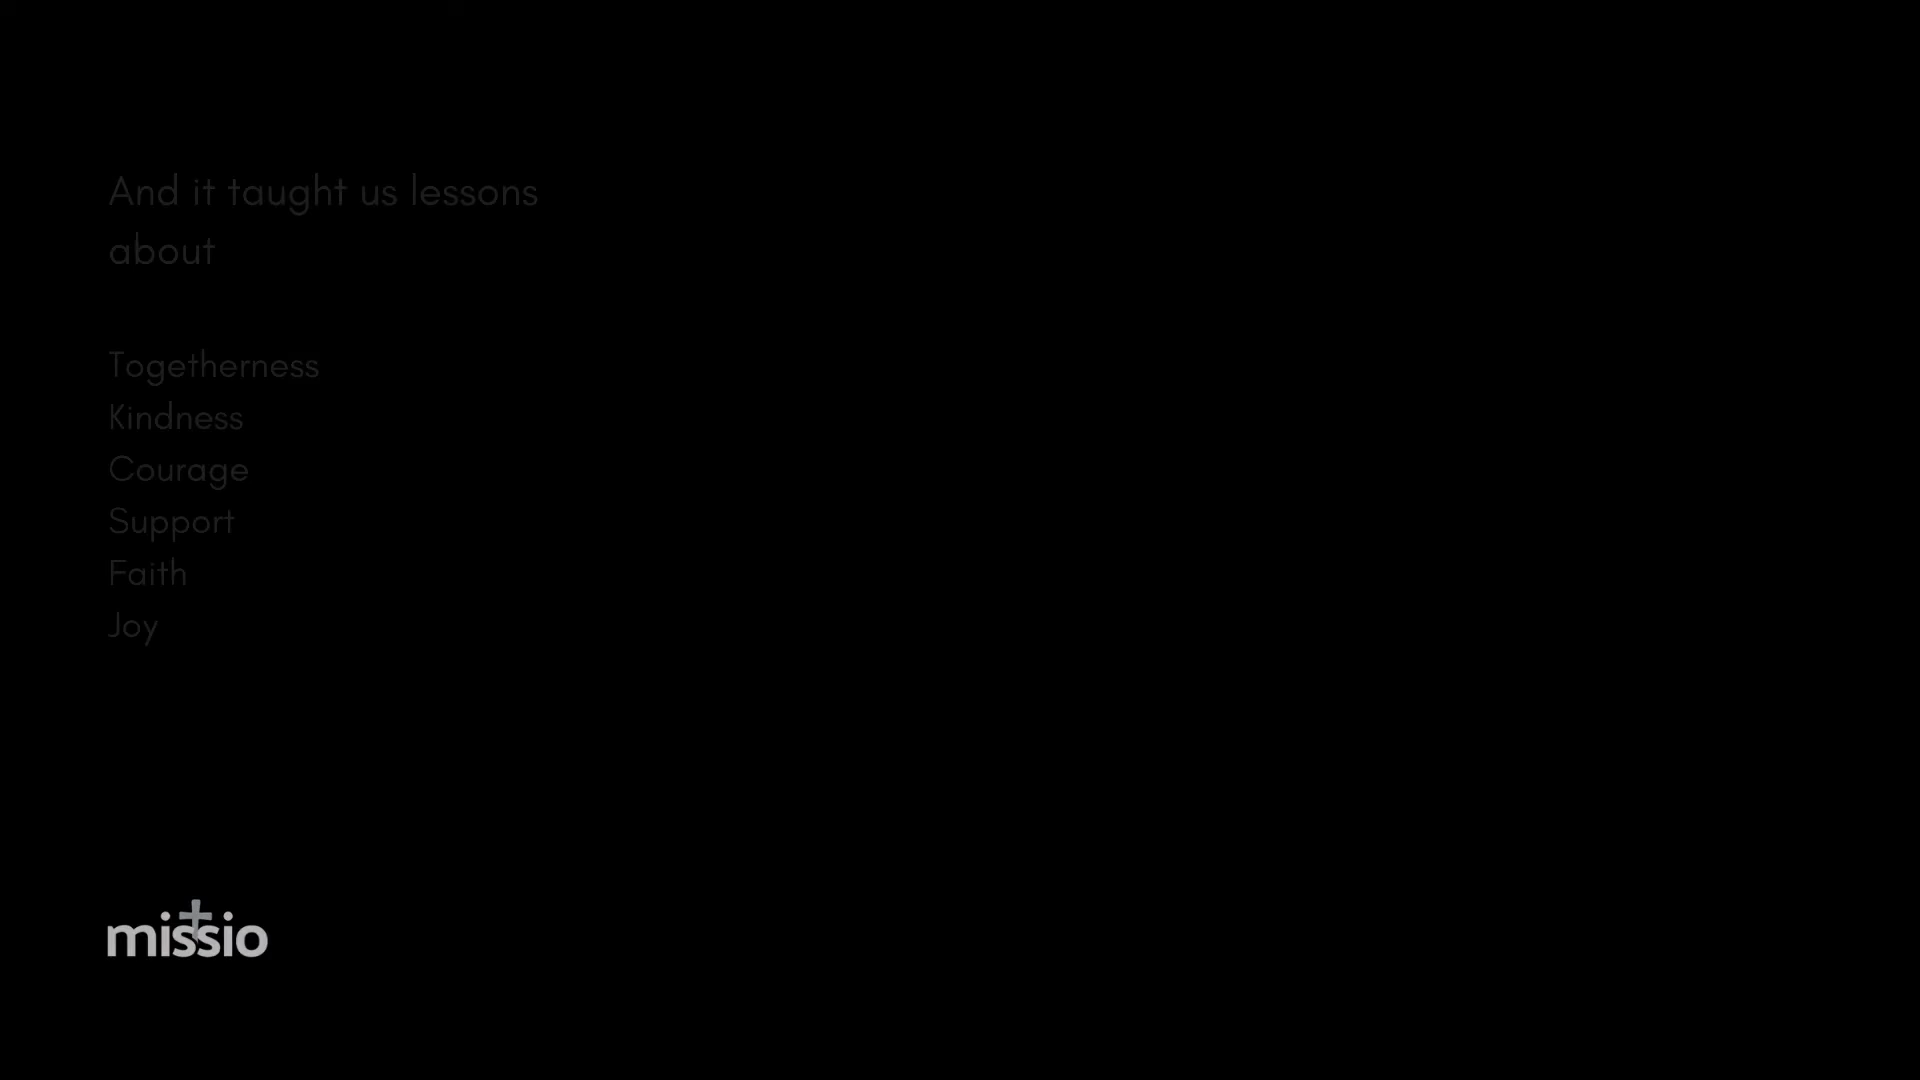 And it taught us lessons
about
Togetherness
Kindness
Courage
Support
Faith
Joy
missio